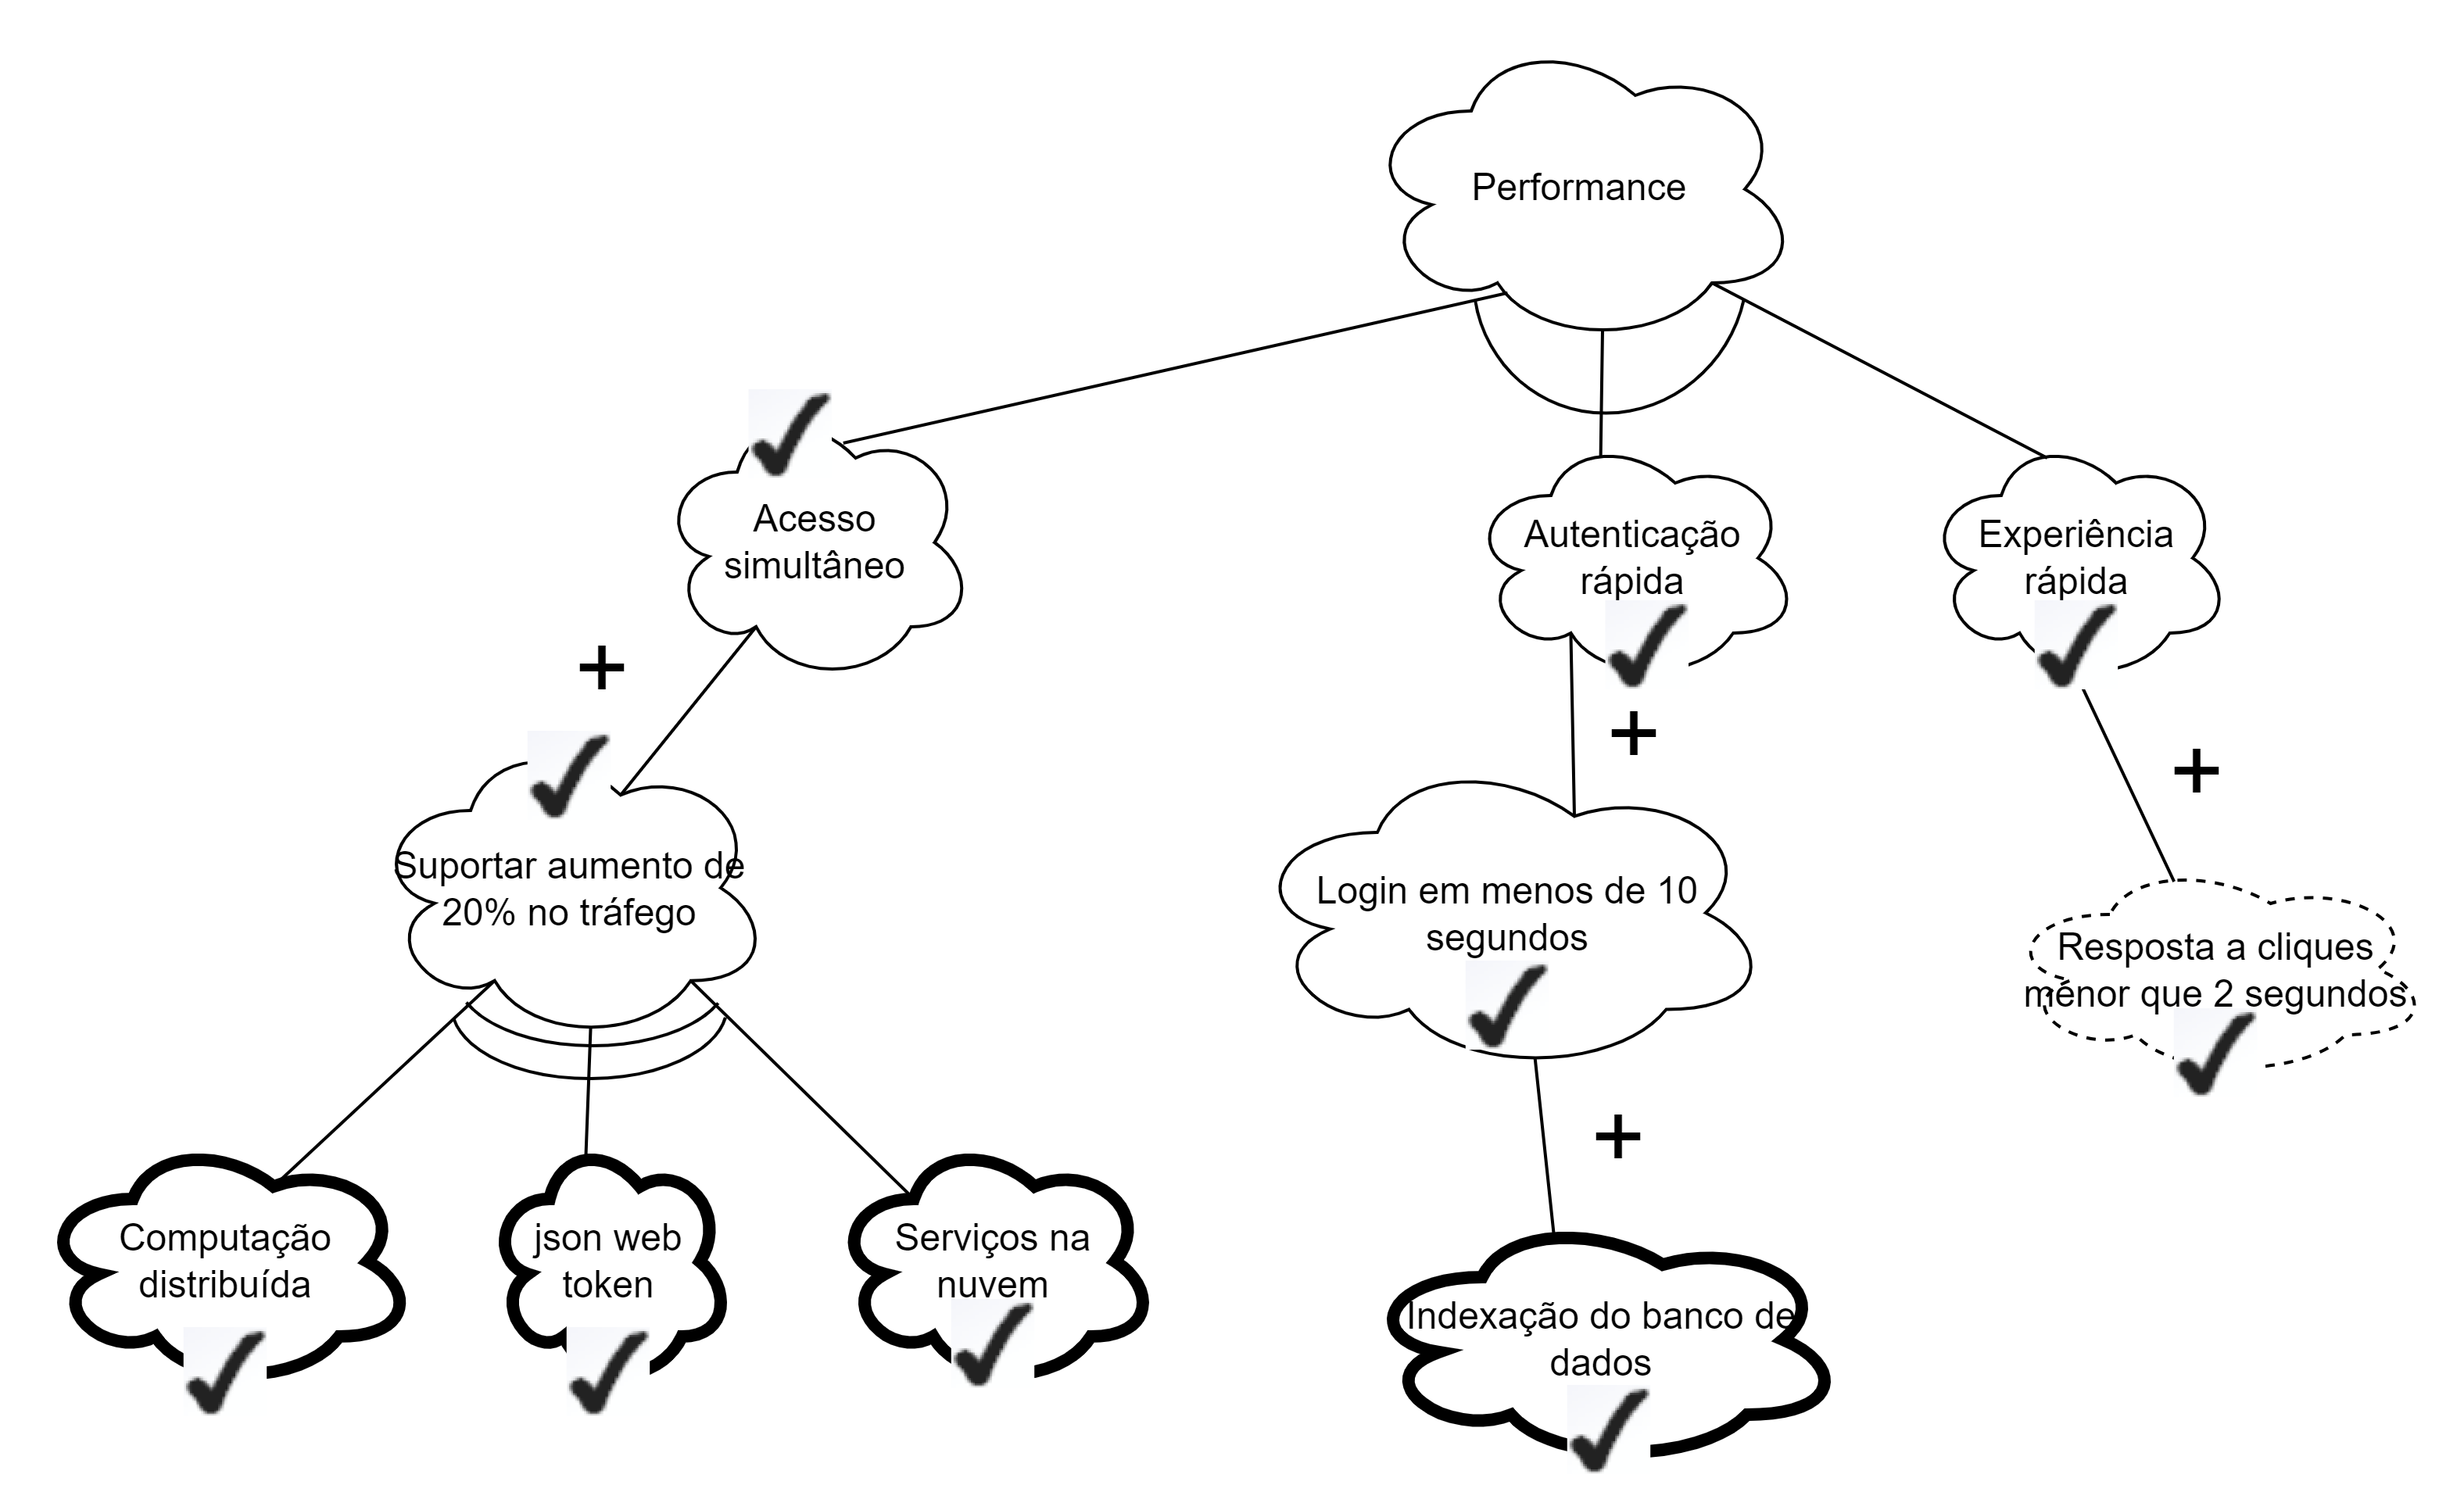 Performance
Acesso
simultâneo
Autenticação
rápida
Experiência
rápida
+
+
+
Suportar aumento de
20% no tráfego
Login em menos de 10
segundos
Resposta a cliques
menor que 2 segundos
+
Computação
distribuída
json web
token
Serviços na
nuvem
Indexação do banco de
dados